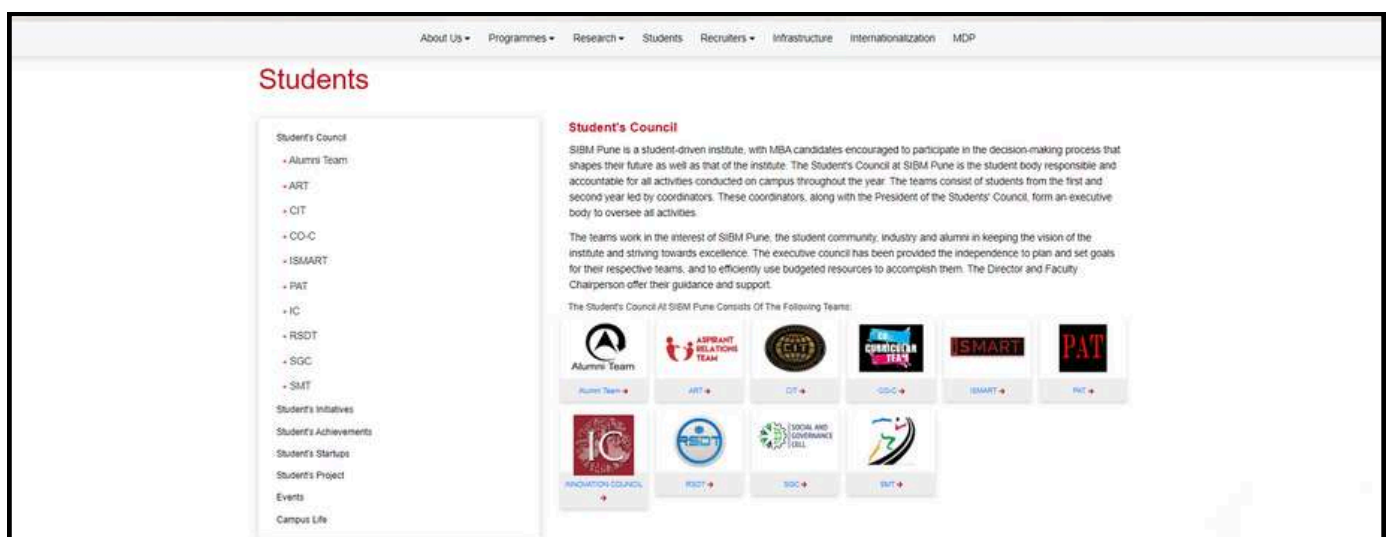 About Us Programmes Research Students Recruiters Infrastructure Internationalization MDP
Students
Student's Council
Alumni Team
ART
CIT
CO-C
ISMART
PAT
IC
RSDT
SGC
SMT
Student's Initiatives
Student's Achievements
Student's Startups
Student's Project
Events
Campus Life
Student's Council
SIBM Pune is a student-driven institute, with MBA candidates encouraged to participate in the decision-making process that
shapes their future as well as that of the institute. The Student's Council at SIBM Pune is the student body responsible and
accountable for all activities conducted on campus throughout the year. The teams consist of students from the first and
second year led by coordinators. These coordinators, along with the President of the Students' Council, form an executive
body to oversee all activities.
The teams work in the interest of SIBM Pune, the student community, industry and alumni in keeping the vision of the
institute and striving towards excellence. The executive council has been provided the independence to plan and set goals
for their respective teams, and to efficiently use budgeted resources to accomplish them. The Director and Faculty
Chairperson offer their guidance and support.
The Student's Council At SIBM Pune Consists Of The Following Teams:
Alumni Team
ASPIRANT
RELATIONS
TEAM
CIT
CO-
CURRICULAR
TEAM
ISMART
PAT
Alumni Team ART CIT CO-C ISMART PAT
IC
RSDT
SOCIAL AND
GOVERNANCE
CELL
INNOVATION COUNCIL RSDT SGC SMT